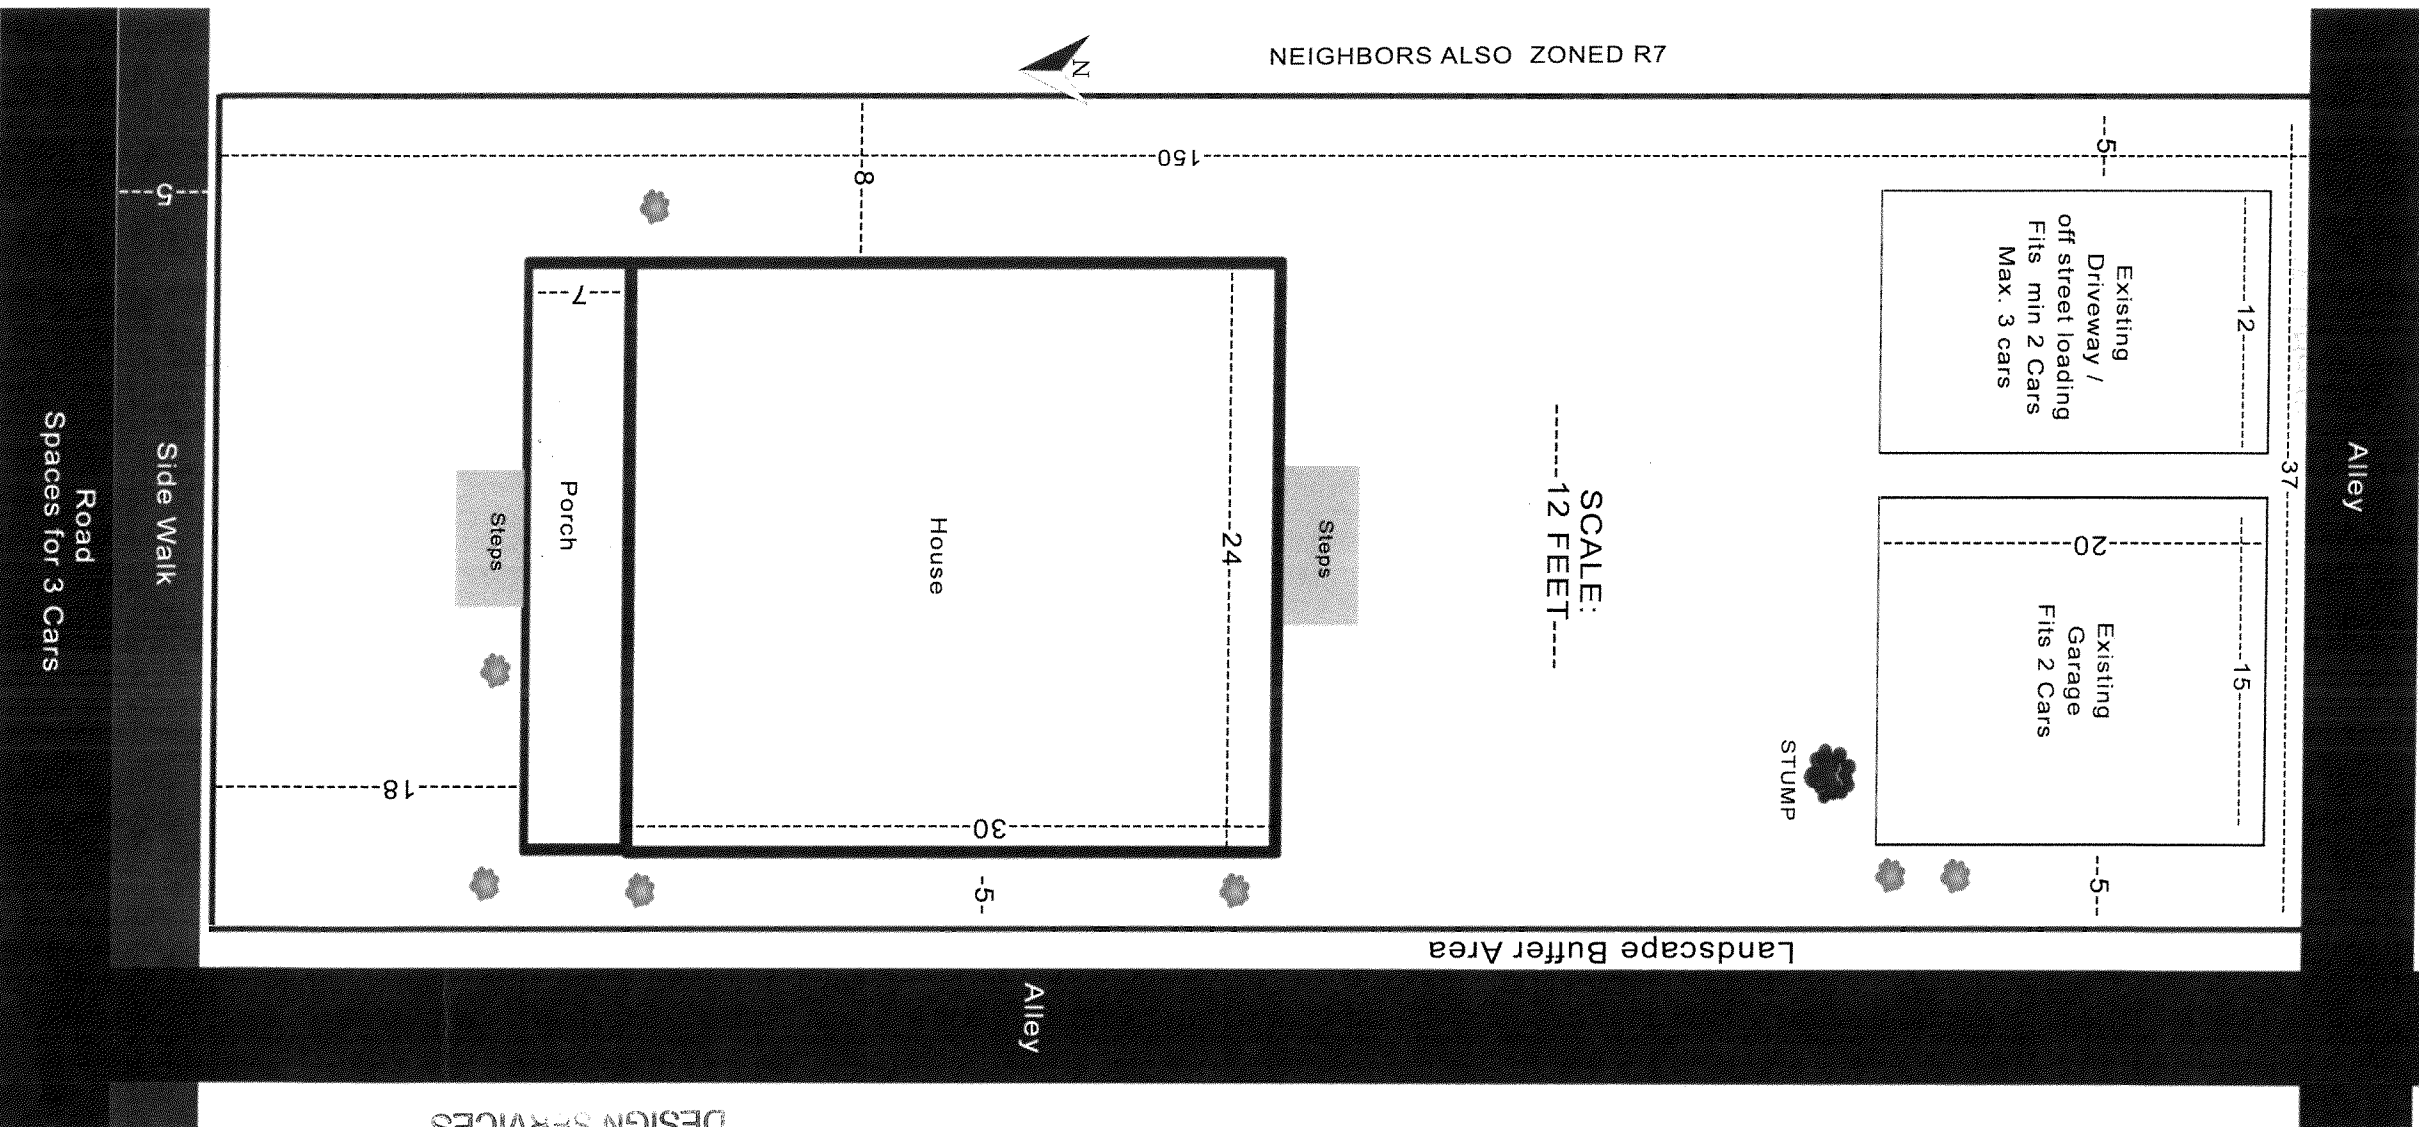 NEIGHBORS ALSO ZONED R7
N
150
8
5
5
Existing
Driveway /
off street loading
Fits min 2 Cars
Max. 3 cars
12
37
Alley
7
Porch
Steps
House
24
Steps
SCALE:
12 FEET
20
15
Existing
Garage
Fits 2 Cars
STUMP
Side Walk
Road
Spaces for 3 Cars
18
30
5
5
Landscape Buffer Area
Alley
DESIGN SERVICES